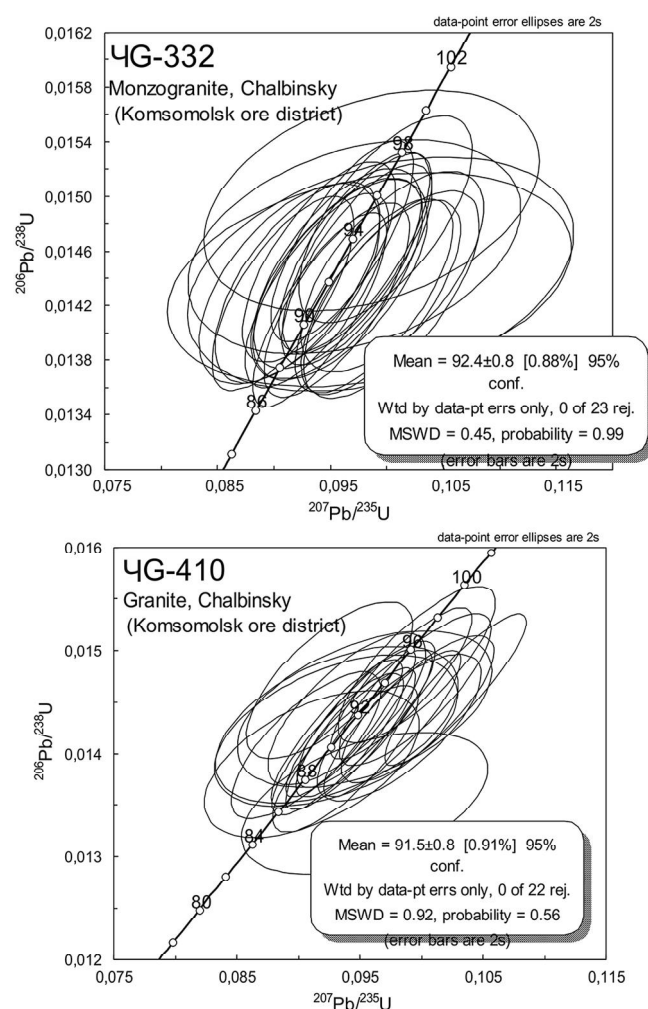 data-point error ellipses are 2s
0,0162
ЧG-332
102
Monzogranite, Chalbinsky
0,0158
(Komsomolsk ore district)
0,0154
98
0,0150
206Pb/238U
94
0,0146
0,0142
90
0,0138
Mean = 92.4±0.8 [0.88%] 95%
conf.
86
Wtd by data-pt errs only, 0 of 23 rej.
0,0134
MSWD = 0.45, probability = 0.99
(error bars are 2s)
0,0130
0,075 0,085 0,095 0,105 0,115
207Pb/235U
data-point error ellipses are 2s
0,016
ЧG-410
100
Granite, Chalbinsky
(Komsomolsk ore district)
0,015
96
206Pb/238U
92
0,014
88
84
Mean = 91.5±0.8 [0.91%] 95%
0,013
conf.
80
Wtd by data-pt errs only, 0 of 22 rej.
MSWD = 0.92, probability = 0.56
(error bars are 2s)
0,012
0,075 0,085 0,095 0,105 0,115
207Pb/235U